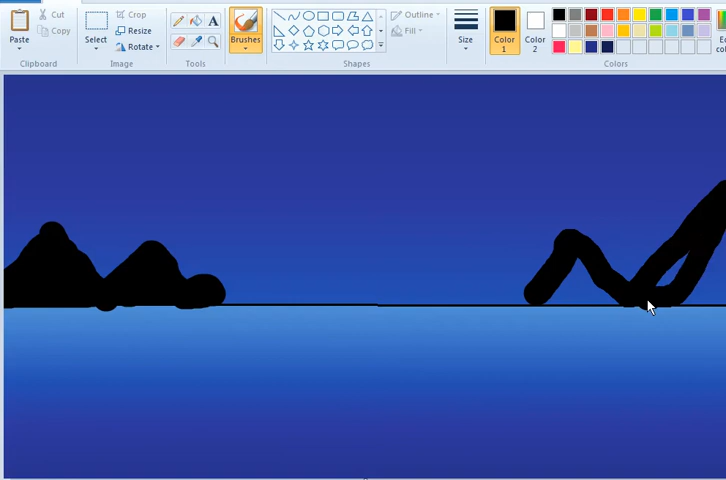 Paste
Cut
Copy
Clipboard
Select
Crop
Resize
Rotate
Image
A
Tools
Brushes
Outline
Fill
Shapes
Size
Color
1
Color
2
Colors